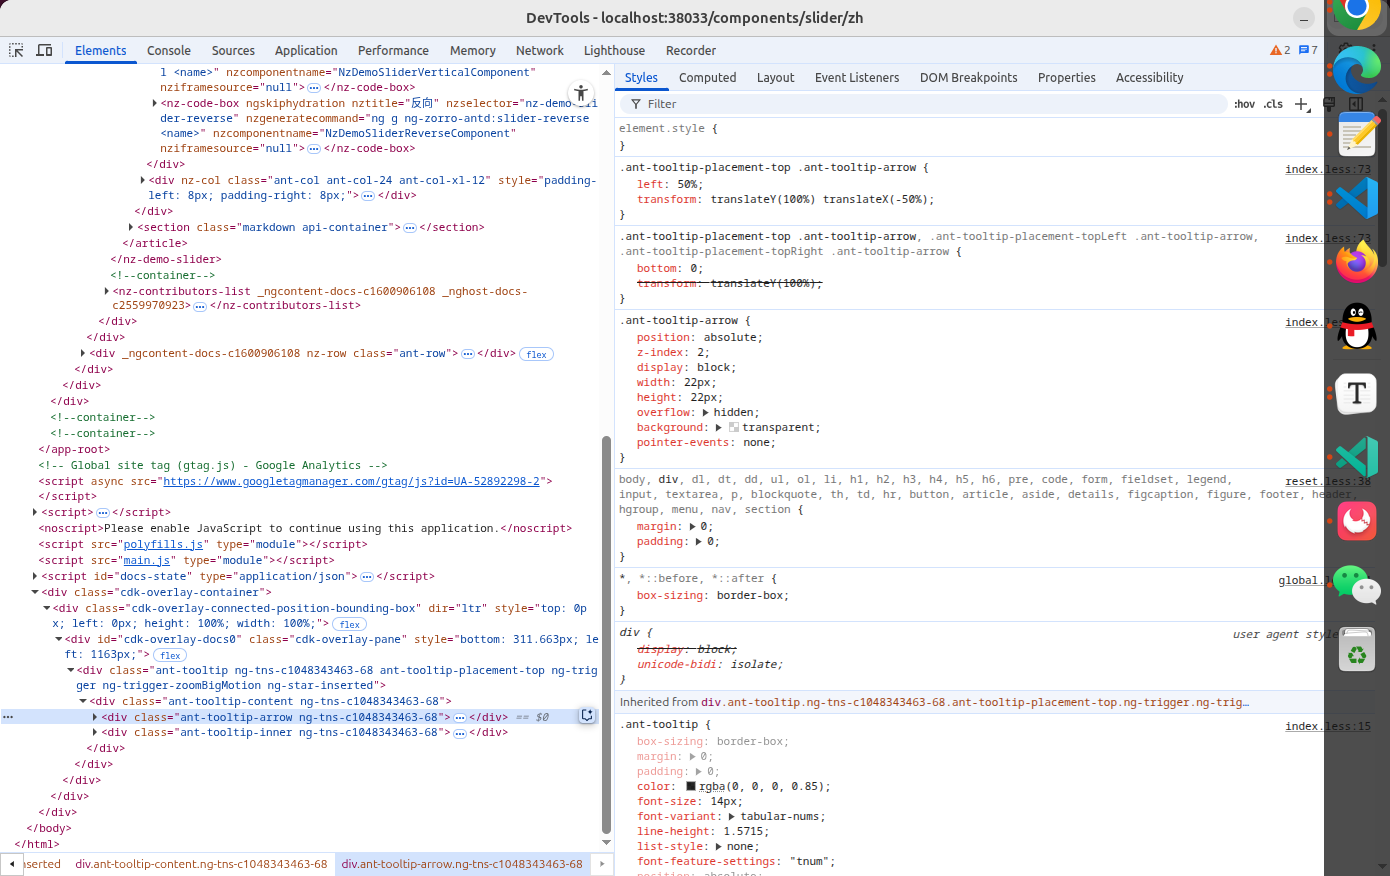 DevTools - localhost:38033/components/slider/zh
Elements Console Sources Application Performance Memory Network Lighthouse Recorder 2 7
1 <name>" nzcomponentname="NzDemoSliderVerticalComponent"
nziframesource="null">…</nz-code-box>
<nz-code-box ngskiphydration nztitle="反向" nzselector="nz-demo-sli
der-reverse" nzgeneratecommand="ng g ng-zorro-antd:slider-reverse
<name>" nzcomponentname="NzDemoSliderReverseComponent"
nziframesource="null">…</nz-code-box>
</div>
<div nz-col class="ant-col ant-col-24 ant-col-xl-12" style="padding-
left: 8px; padding-right: 8px;">…</div>
</div>
<section class="markdown api-container">…</section>
</article>
</nz-demo-slider>
<!--container-->
<nz-contributors-list _ngcontent-docs-c1600906108 _nghost-docs-
c2559970923>…</nz-contributors-list>
</div>
</div>
<div _ngcontent-docs-c1600906108 nz-row class="ant-row">…</div> flex
</div>
</div>
</div>
<!--container-->
<!--container-->
</app-root>
<!-- Global site tag (gtag.js) - Google Analytics -->
<script async src="https://www.googletagmanager.com/gtag/js?id=UA-52892298-2">
</script>
<script>…</script>
<noscript>Please enable JavaScript to continue using this application.</noscript>
<script src="polyfills.js" type="module"></script>
<script src="main.js" type="module"></script>
<script id="docs-state" type="application/json">…</script>
<div class="cdk-overlay-container">
<div class="cdk-overlay-connected-position-bounding-box" dir="ltr" style="top: 0p
x; left: 0px; height: 100%; width: 100%;"> flex
<div id="cdk-overlay-docs0" class="cdk-overlay-pane" style="bottom: 311.663px; le
ft: 1163px;"> flex
<div class="ant-tooltip ng-tns-c1048343463-68 ant-tooltip-placement-top ng-trig
ger ng-trigger-zoomBigMotion ng-star-inserted">
<div class="ant-tooltip-content ng-tns-c1048343463-68">
… <div class="ant-tooltip-arrow ng-tns-c1048343463-68">…</div> == $0
<div class="ant-tooltip-inner ng-tns-c1048343463-68">…</div>
</div>
</div>
</div>
</div>
</div>
</body>
</html>
nserted div.ant-tooltip-content.ng-tns-c1048343463-68 div.ant-tooltip-arrow.ng-tns-c1048343463-68
Styles Computed Layout Event Listeners DOM Breakpoints Properties Accessibility
Filter :hov .cls
element.style {
}
.ant-tooltip-placement-top .ant-tooltip-arrow { index.less:73
left: 50%;
transform: translateY(100%) translateX(-50%);
}
.ant-tooltip-placement-top .ant-tooltip-arrow, .ant-tooltip-placement-topLeft .ant-tooltip-arrow, index.less:73
.ant-tooltip-placement-topRight .ant-tooltip-arrow {
bottom: 0;
transform: translateY(100%);
}
.ant-tooltip-arrow { index.less
position: absolute;
z-index: 2;
display: block;
width: 22px;
height: 22px;
overflow: hidden;
background: transparent;
pointer-events: none;
}
body, div, dl, dt, dd, ul, ol, li, h1, h2, h3, h4, h5, h6, pre, code, form, fieldset, legend, reset.less:38
input, textarea, p, blockquote, th, td, hr, button, article, aside, details, figcaption, figure, footer, header,
hgroup, menu, nav, section {
margin: 0;
padding: 0;
}
*, *::before, *::after { global.l
box-sizing: border-box;
}
div { user agent style
display: block;
unicode-bidi: isolate;
}
Inherited from div.ant-tooltip.ng-tns-c1048343463-68.ant-tooltip-placement-top.ng-trigger.ng-trig…
.ant-tooltip { index.less:15
box-sizing: border-box;
margin: 0;
padding: 0;
color: rgba(0, 0, 0, 0.85);
font-size: 14px;
font-variant: tabular-nums;
line-height: 1.5715;
list-style: none;
font-feature-settings: "tnum";
position: absolute;
T